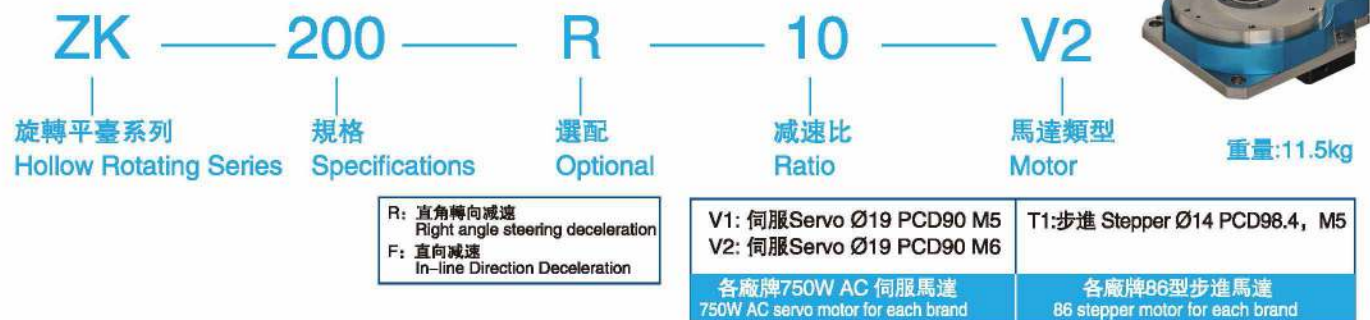 ZK — 200 — R — 10 — V2
旋轉平臺系列 規格 選配 減速比 馬達類型
Hollow Rotating Series Specifications Optional Ratio Motor
重量:11.5kg
R: 直角轉向減速
Right angle steering deceleration
F: 直向減速
In-line Direction Deceleration
V1: 伺服Servo Ø19 PCD90 M5
V2: 伺服Servo Ø19 PCD90 M6
各廠牌750W AC 伺服馬達
750W AC servo motor for each brand
T1:步進 Stepper Ø14 PCD98.4, M5
各廠牌86型步進馬達
86 stepper motor for each brand